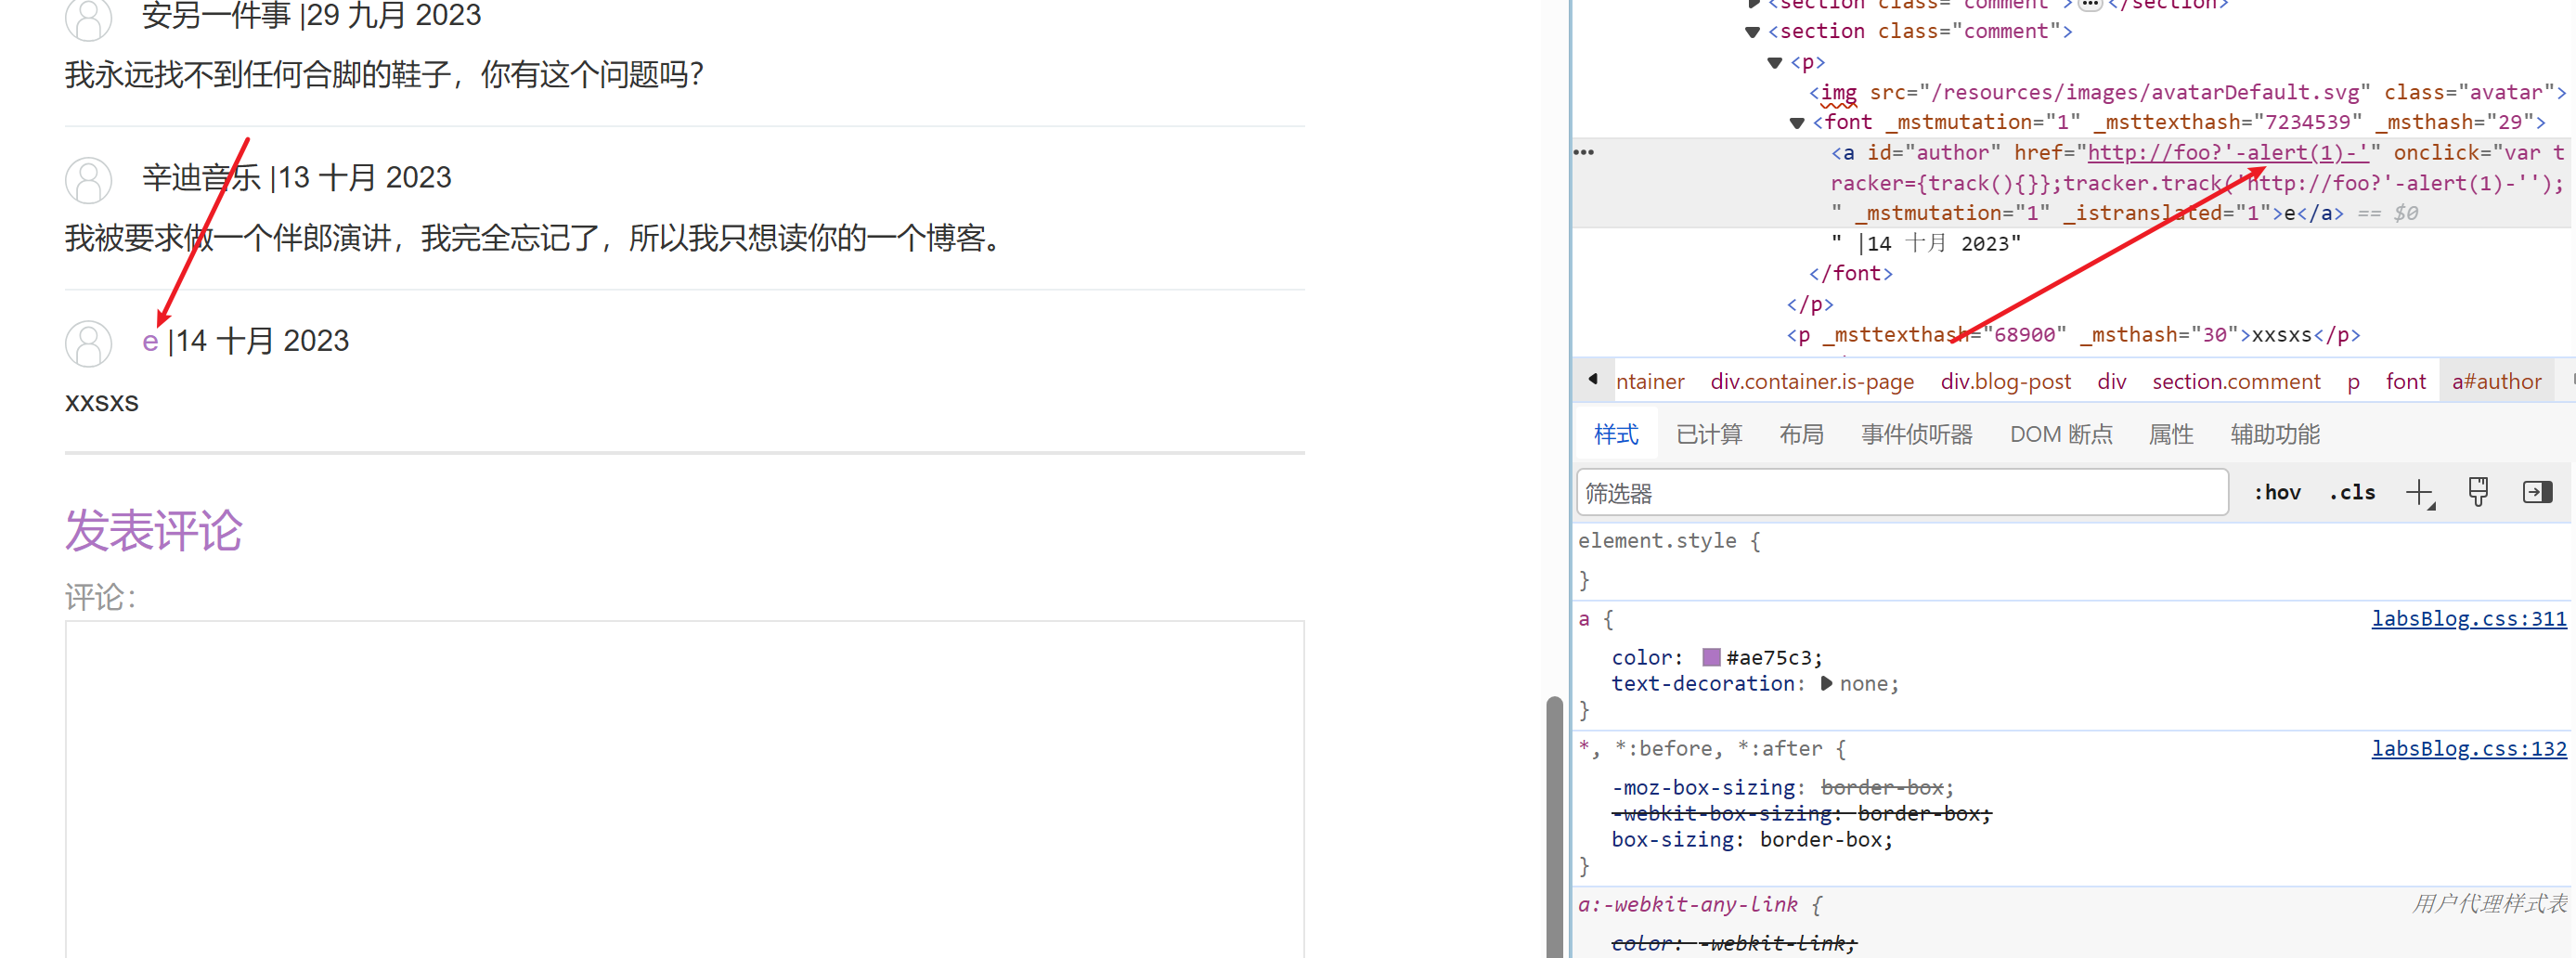 安另一件事 |29 九月 2023
我永远找不到任何合脚的鞋子，你有这个问题吗？
辛迪音乐 |13 十月 2023
我被要求做一个伴郎演讲，我完全忘记了，所以我只想读你的一个博客。
e |14 十月 2023
xxsxs
发表评论
评论：
<section class="comment">…</section>
<section class="comment">
<p>
<img src="/resources/images/avatarDefault.svg" class="avatar">
<font _mstmutation="1" _msttexthash="7234539" _msthash="29">
<a id="author" href="http://foo?'-alert(1)-'" onclick="var t
racker={track(){}};tracker.track('http://foo?'-alert(1)-'');
" _mstmutation="1" _istranslated="1">e</a> == $0
" |14 十月 2023"
</font>
</p>
<p _msttexthash="68900" _msthash="30">xxsxs</p>
ntainer div.container.is-page div.blog-post div section.comment p font a#author
样式 已计算 布局 事件侦听器 DOM 断点 属性 辅助功能
筛选器 :hov .cls
element.style {
}
a { labsBlog.css:311
color: #ae75c3;
text-decoration: none;
}
*, *:before, *:after { labsBlog.css:132
-moz-box-sizing: border-box;
-webkit-box-sizing: border-box;
box-sizing: border-box;
}
a:-webkit-any-link { 用户代理样式表
color: -webkit-link;